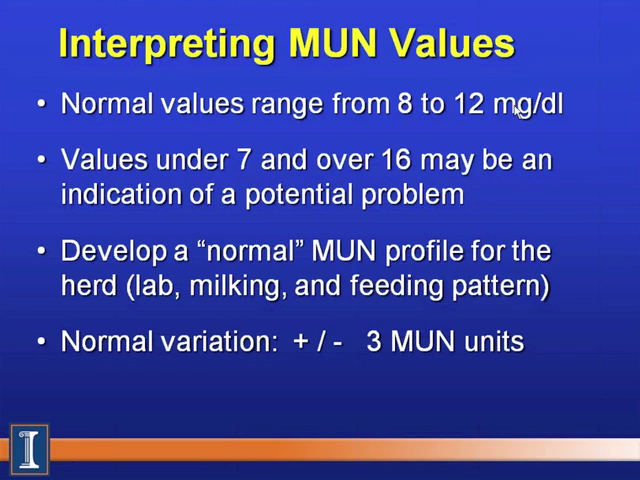 Interpreting MUN Values
• Normal values range from 8 to 12 mg/dl
• Values under 7 and over 16 may be an
indication of a potential problem
• Develop a “normal” MUN profile for the
herd (lab, milking, and feeding pattern)
• Normal variation: + / - 3 MUN units
I